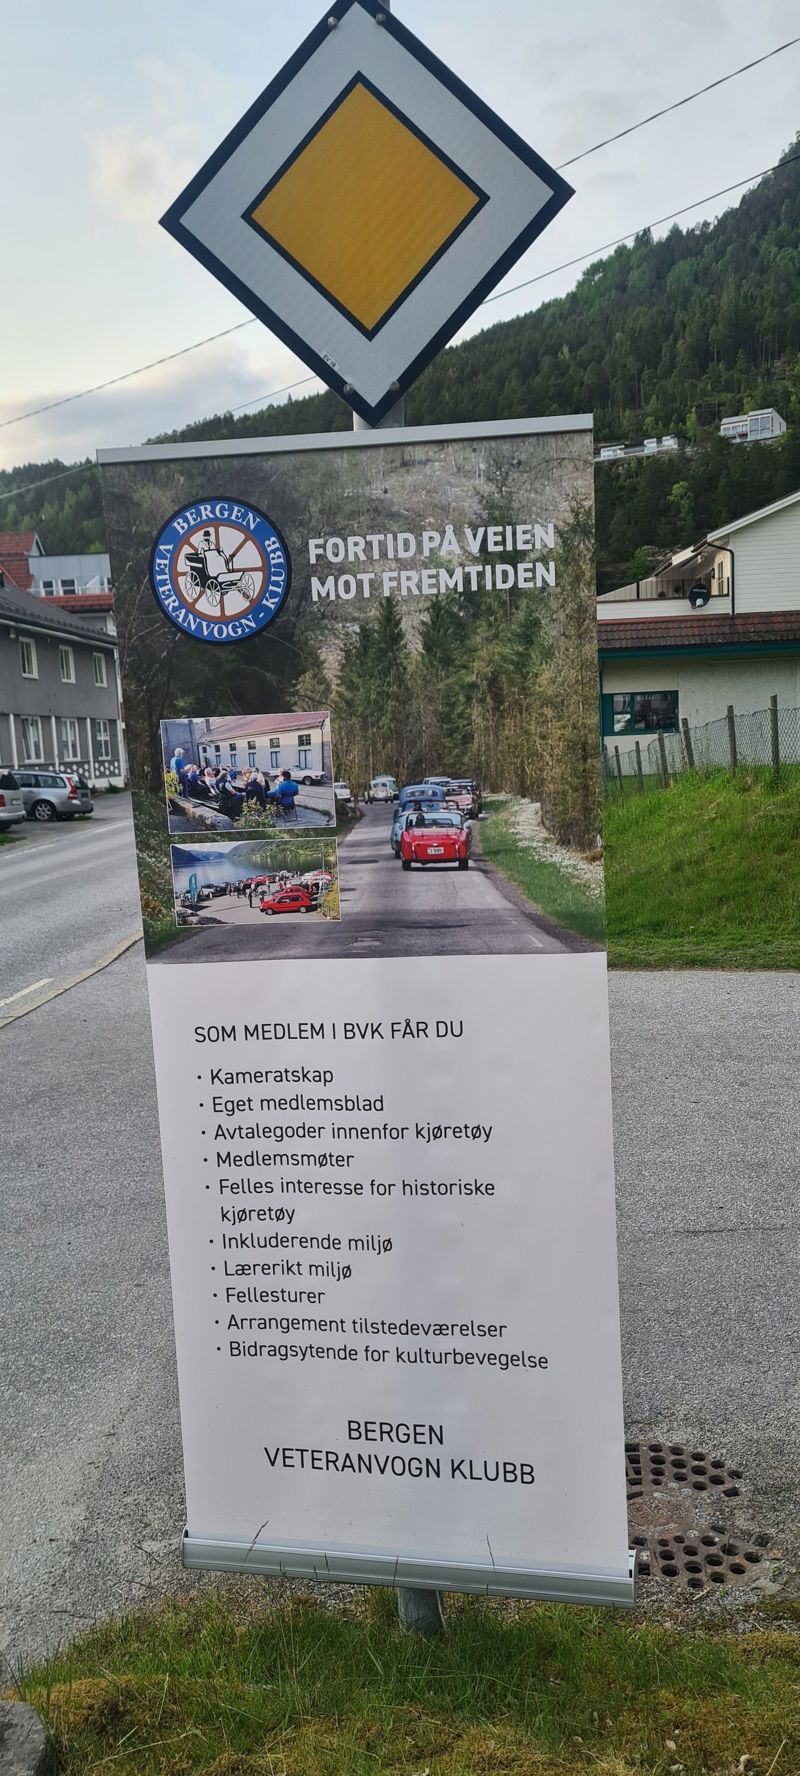 BERGEN
VETERANVOGN - KLUBB
FORTID PÅ VEIEN
MOT FREMTIDEN
SOM MEDLEM I BVK FÅR DU
• Kameratskap
• Eget medlemsblad
• Avtalegoder innenfor kjøretøy
• Medlemsmøter
• Felles interesse for historiske
kjøretøy
• Inkluderende miljø
• Lærerikt miljø
• Fellesturer
• Arrangement tilstedeværelser
• Bidragsytende for kulturbevegelse
BERGEN
VETERANVOGN KLUBB